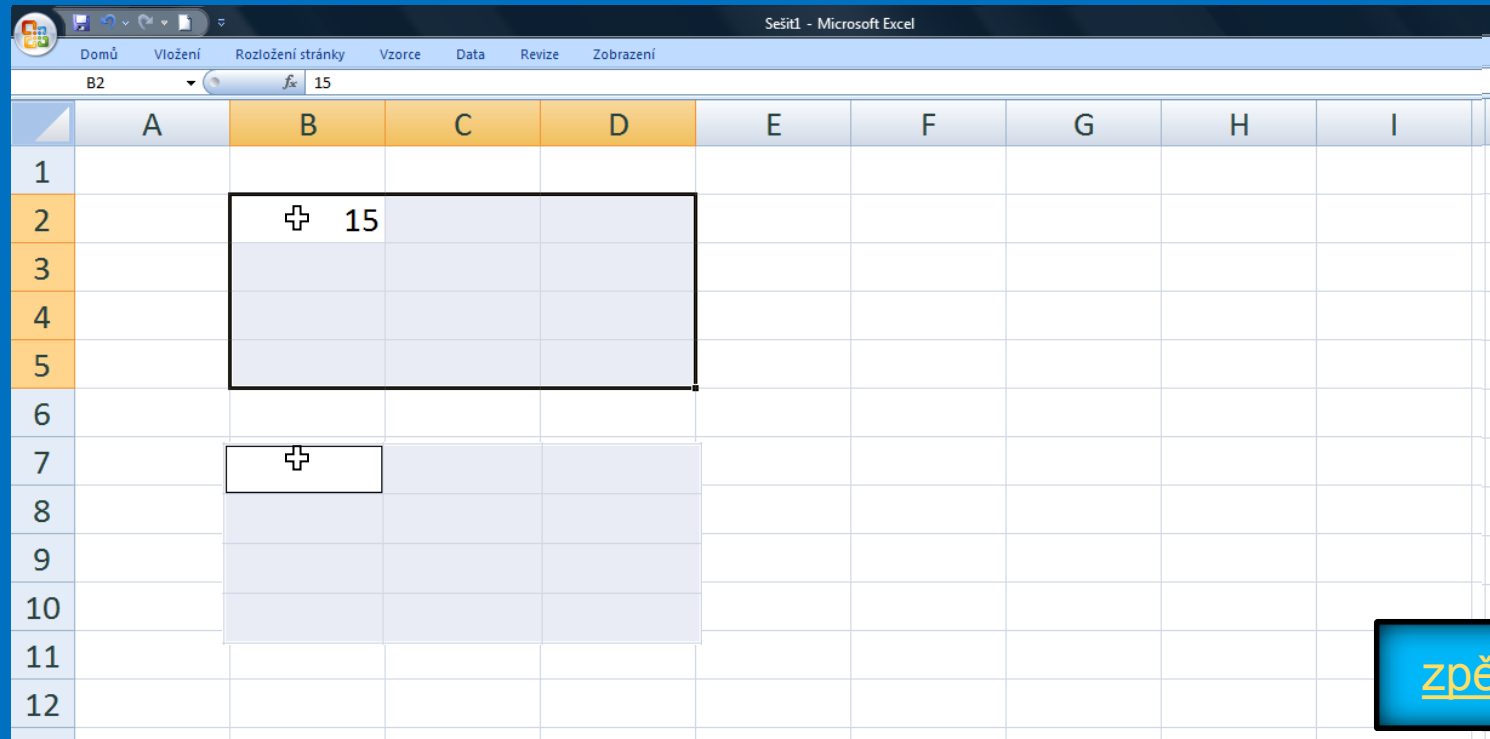 Sešit1 - Microsoft Excel
Domů Vložení Rozložení stránky Vzorce Data Revize Zobrazení
B2 fx 15
A B C D E F G H I
1
2 15
3
4
5
6
7
8
9
10
11
12
zpě